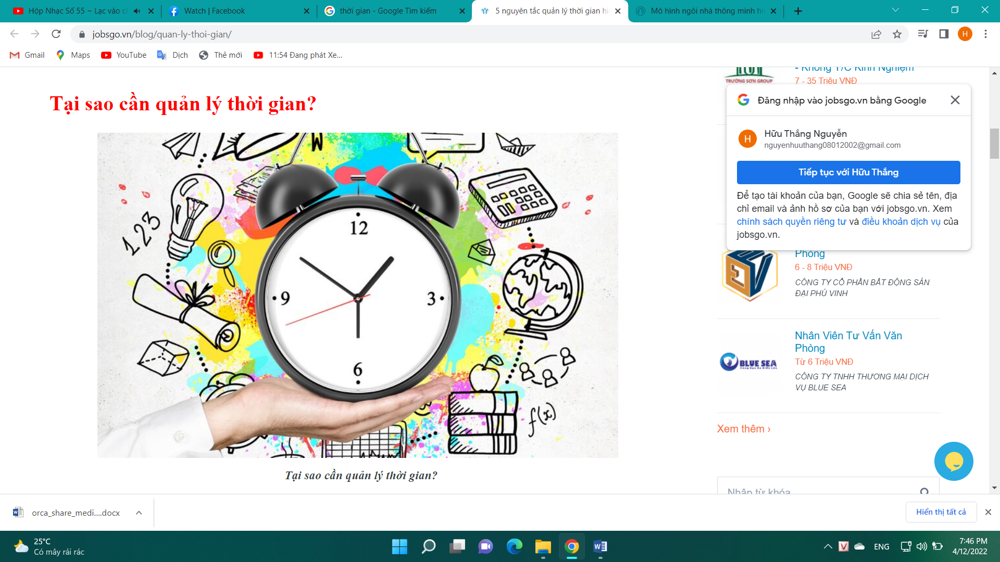 Hộp Nhạc Số 55 ~ Lạc vào c
Watch | Facebook
thời gian - Google Tìm kiếm
5 nguyên tắc quản lý thời gian hi
Mô hình ngôi nhà thông minh hi
jobsgo.vn/blog/quan-ly-thoi-gian/
H
Gmail
Maps
YouTube
Dịch
Thẻ mới
11:54 Đang phát Xe...
Tại sao cần quản lý thời gian?
123
12
9
3
6
f(x)
Tại sao cần quản lý thời gian?
- Không Y/C Kinh Nghiệm
TRƯỜNG SƠN GROUP
7 - 35 Triệu VNĐ
Đăng nhập vào jobsgo.vn bằng Google
H
Hữu Thắng Nguyễn
nguyenhuuthang08012002@gmail.com
Tiếp tục với Hữu Thắng
Để tạo tài khoản của bạn, Google sẽ chia sẻ tên, địa
chỉ email và ảnh hồ sơ của bạn với jobsgo.vn. Xem
chính sách quyền riêng tư và điều khoản dịch vụ của
jobsgo.vn.
Phòng
6 - 8 Triệu VNĐ
CÔNG TY CỔ PHẦN BẤT ĐỘNG SẢN
ĐẠI PHÚ VINH
Nhân Viên Tư Vấn Văn
Phòng
BLUE SEA
Từ 6 Triệu VNĐ
CÔNG TY TNHH THƯƠNG MẠI DỊCH
VỤ BLUE SEA
Xem thêm ›
Nhập từ khóa
orca_share_medi....docx
Hiển thị tất cả
25°C
Có mây rải rác
ENG
7:46 PM
4/12/2022